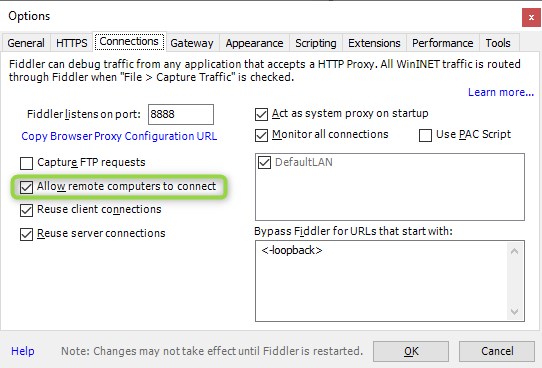 Options
x
General HTTPS Connections Gateway Appearance Scripting Extensions Performance Tools
Fiddler can debug traffic from any application that accepts a HTTP Proxy. All WinINET traffic is routed
through Fiddler when "File > Capture Traffic" is checked.
Learn more...
Fiddler listens on port: 8888
Copy Browser Proxy Configuration URL
Capture FTP requests
Allow remote computers to connect
Reuse client connections
Reuse server connections
Act as system proxy on startup
Monitor all connections Use PAC Script
DefaultLAN
Bypass Fiddler for URLs that start with:
<-loopback>
Help Note: Changes may not take effect until Fiddler is restarted. OK Cancel